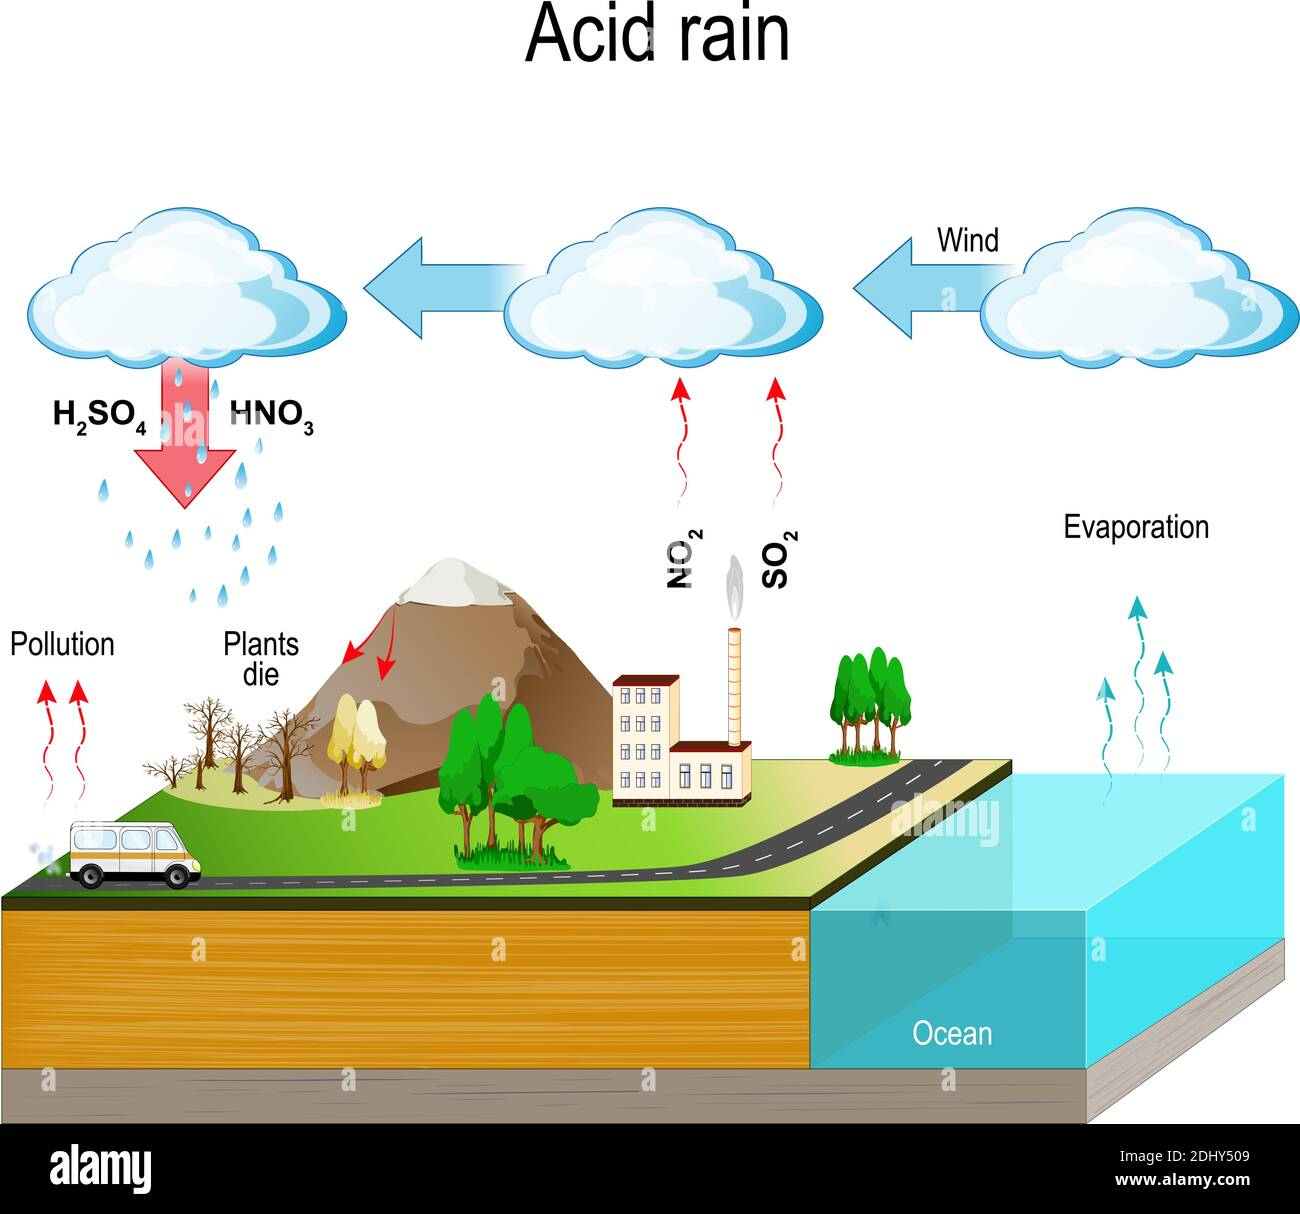 Acid rain
Wind
H₂SO₄ HNO₃
NO₂
SO₂
Evaporation
Pollution
Plants
die
Ocean
alamy
alamy
a a a a a a a a a
alamy
Image ID: 2DHY509
www.alamy.com